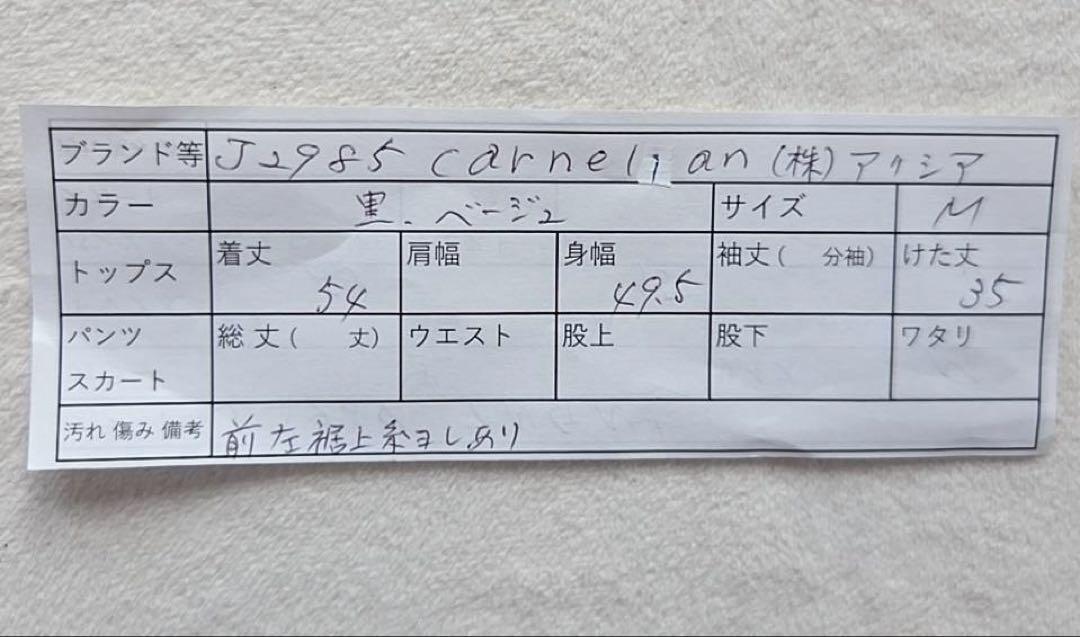 ブランド等 J2985 carnelian (株)アクシア
カラー 黒、ベージュ サイズ M
トップス 着丈 54 肩幅 身幅 49.5 袖丈( 分袖) けた丈 35
パンツ 総丈( 丈) ウエスト 股上 股下 ワタリ
スカート
汚れ 傷み 備考 前左裾上糸ヨレあり